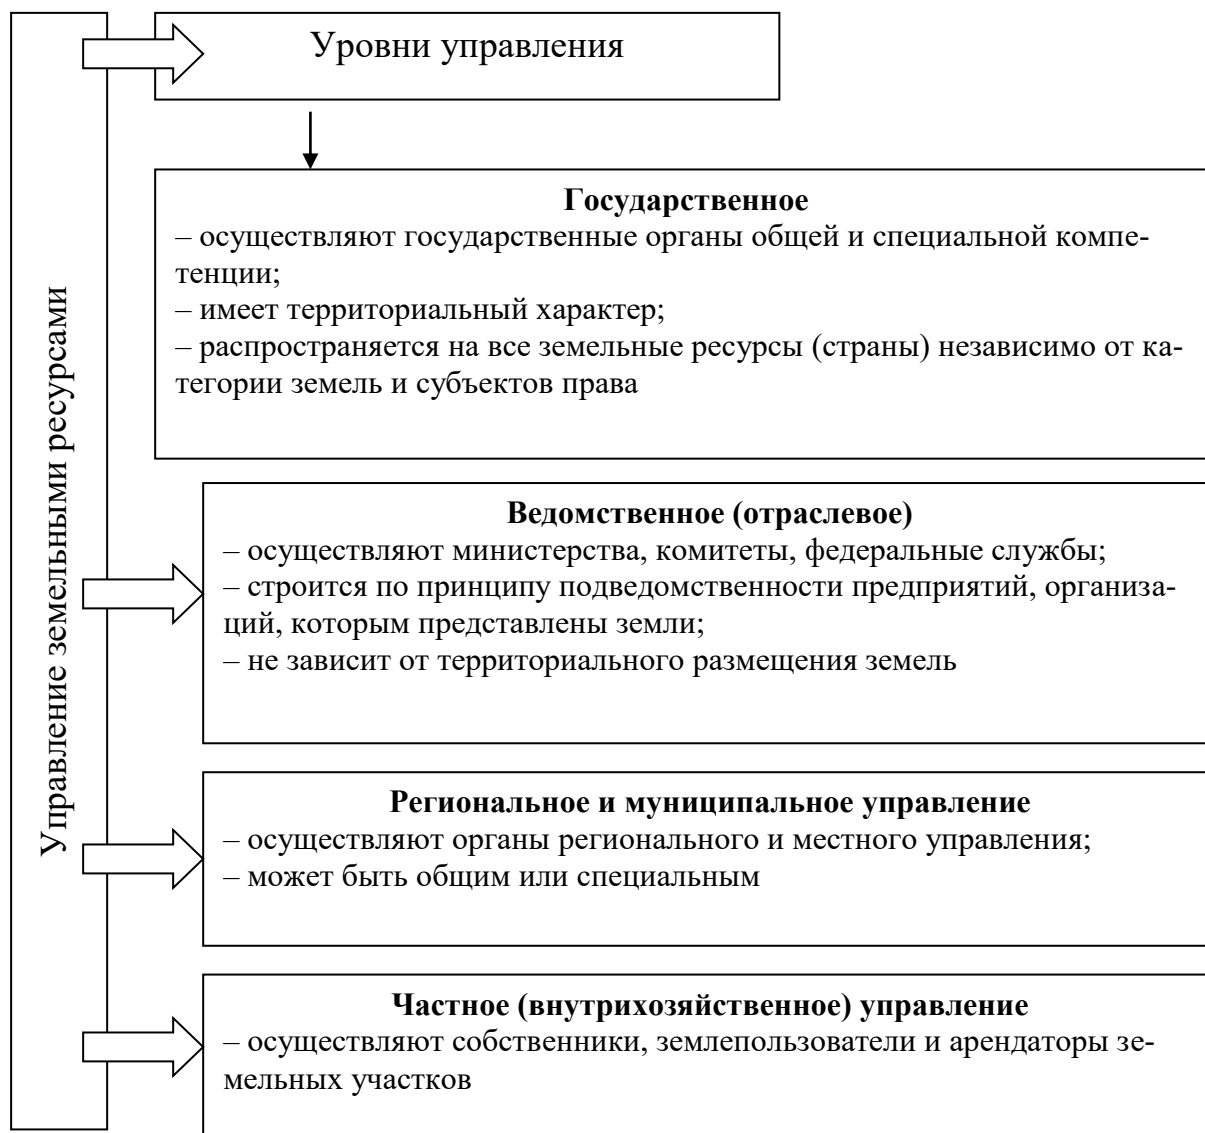 Управление земельными ресурсами
Уровни управления
Государственное
– осуществляют государственные органы общей и специальной компе-
тенции;
– имеет территориальный характер;
– распространяется на все земельные ресурсы (страны) независимо от ка-
тегории земель и субъектов права
Ведомственное (отраслевое)
– осуществляют министерства, комитеты, федеральные службы;
– строится по принципу подведомственности предприятий, организа-
ций, которым представлены земли;
– не зависит от территориального размещения земель
Региональное и муниципальное управление
– осуществляют органы регионального и местного управления;
– может быть общим или специальным
Частное (внутрихозяйственное) управление
– осуществляют собственники, землепользователи и арендаторы зе-
мельных участков